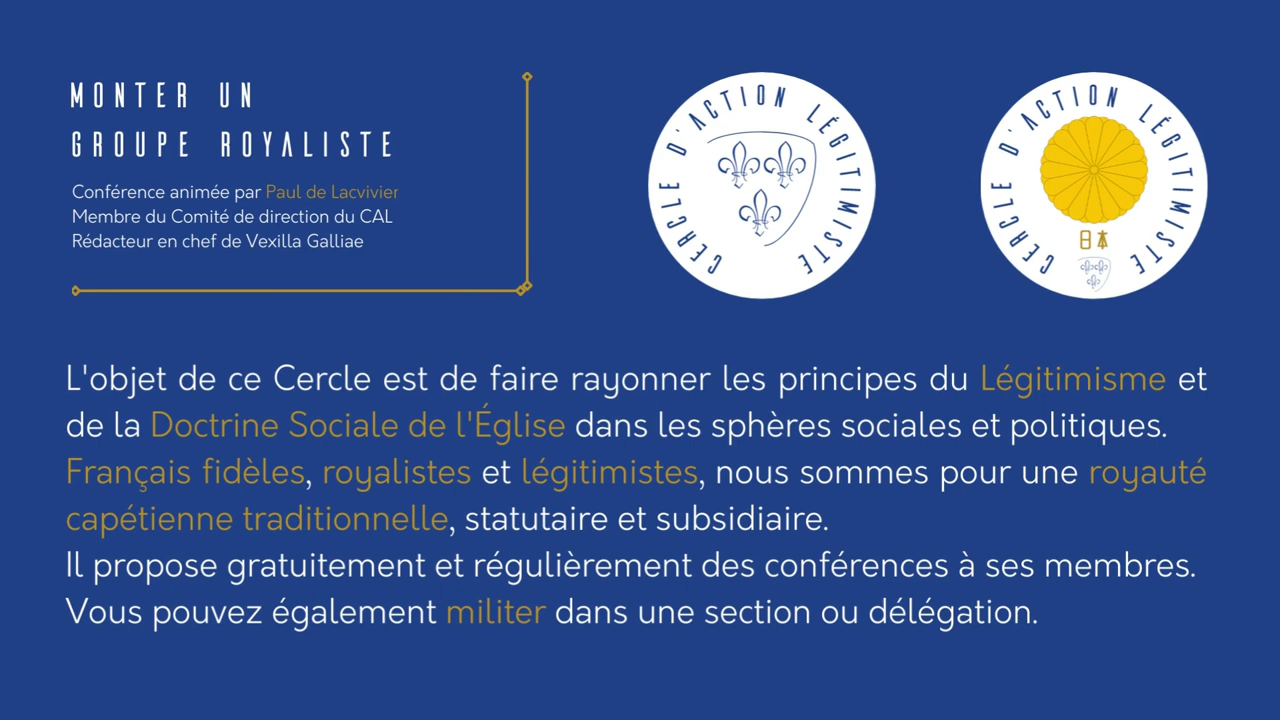 MONTER UN
GROUPE ROYALISTE
Conférence animée par Paul de Lacvivier
Membre du Comité de direction du CAL
Rédacteur en chef de Vexilla Galliae
CERCLE D'ACTION LÉGITIMISTE
CERCLE D'ACTION LÉGITIMISTE
日本
L'objet de ce Cercle est de faire rayonner les principes du Légitimisme et
de la Doctrine Sociale de l'Église dans les sphères sociales et politiques.
Français fidèles, royalistes et légitimistes, nous sommes pour une royauté
capétienne traditionnelle, statutaire et subsidiaire.
Il propose gratuitement et régulièrement des conférences à ses membres.
Vous pouvez également militer dans une section ou délégation.